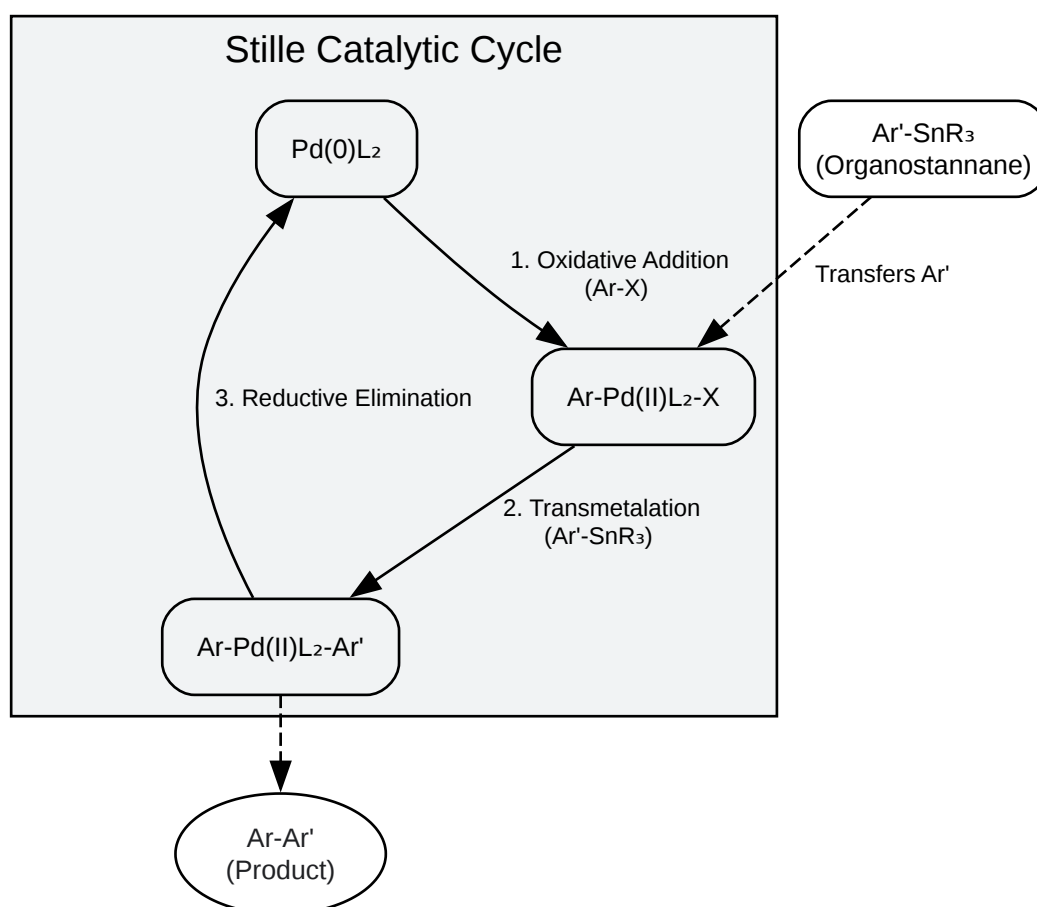 Stille Catalytic Cycle
Pd(0)L₂
Ar'-SnR₃
(Organostannane)
1. Oxidative Addition
(Ar-X)
Transfers Ar'
Ar-Pd(II)L₂-X
3. Reductive Elimination
2. Transmetalation
(Ar'-SnR₃)
Ar-Pd(II)L₂-Ar'
Ar-Ar'
(Product)